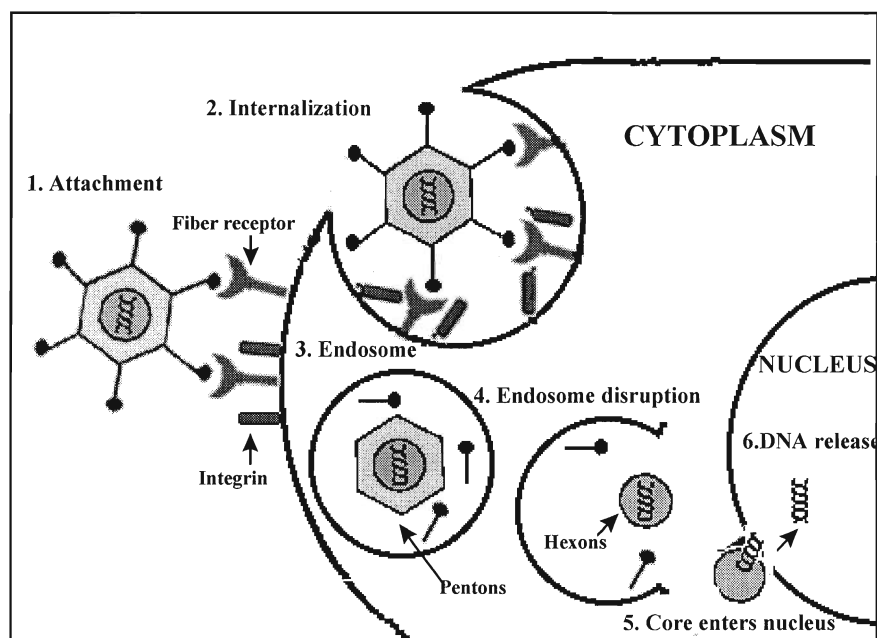 2. Internalization
CYTOPLASM
1. Attachment
Fiber receptor
3. Endosome
NUCLEUS
4. Endosome disruption
6.DNA release
Integrin
Hexons
Pentons
5. Core enters nucleus